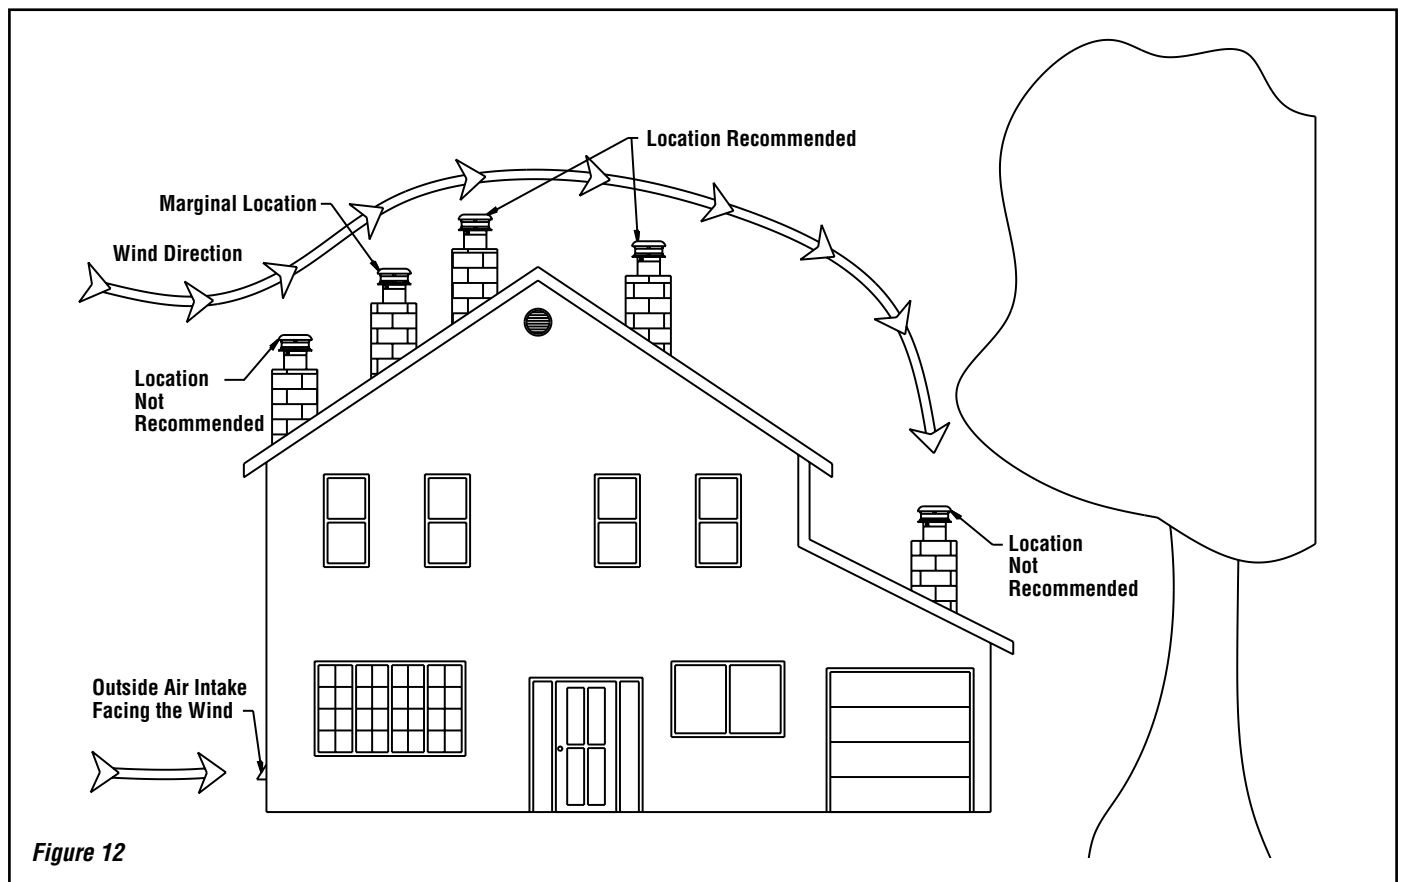 Location Recommended
Marginal Location
Wind Direction
Location
Not
Recommended
Location
Not
Recommended
Outside Air Intake
Facing the Wind
Figure 12